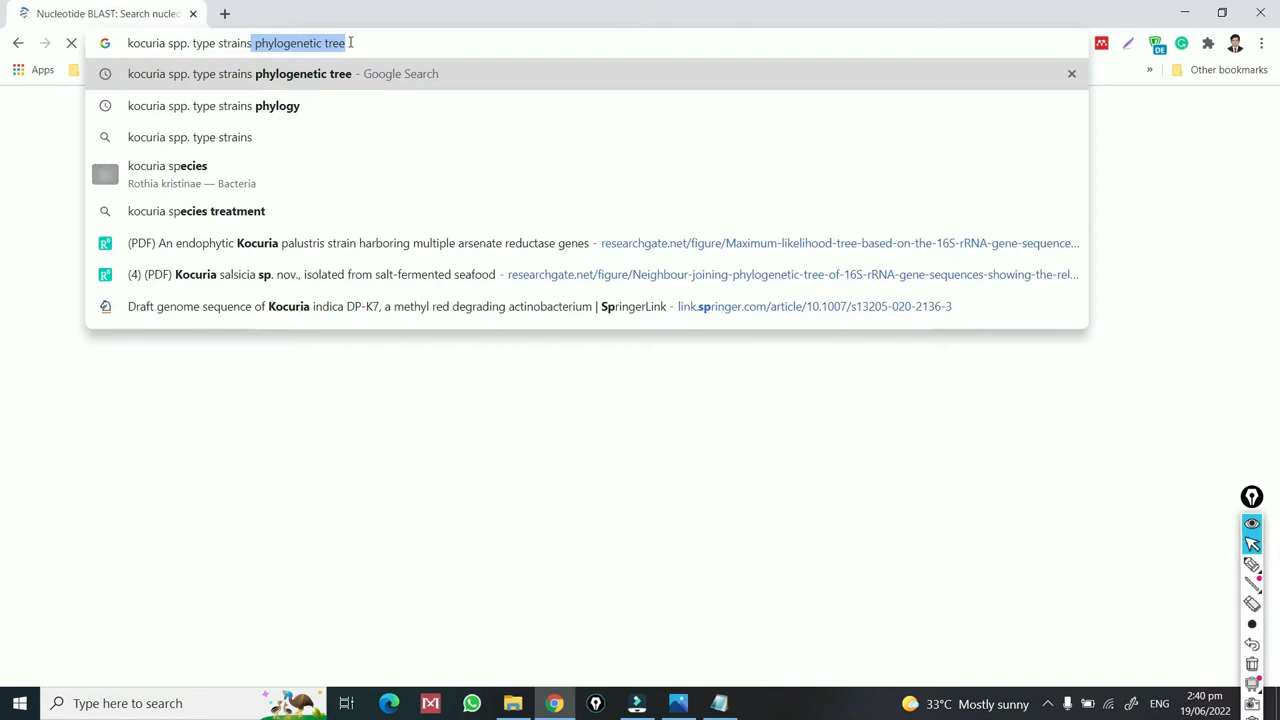 Nucleotide BLAST: Search nucleo
kocuria spp. type strains phylogenetic tree
Apps
Other bookmarks
DE
kocuria spp. type strains phylogenetic tree - Google Search
kocuria spp. type strains phylogy
kocuria spp. type strains
kocuria species
Rothia kristinae — Bacteria
kocuria species treatment
(PDF) An endophytic Kocuria palustris strain harboring multiple arsenate reductase genes - researchgate.net/figure/Maximum-likelihood-tree-based-on-the-16S-rRNA-gene-sequence...
(4) (PDF) Kocuria salsicia sp. nov., isolated from salt-fermented seafood - researchgate.net/figure/Neighbour-joining-phylogenetic-tree-of-16S-rRNA-gene-sequences-showing-the-rel...
Draft genome sequence of Kocuria indica DP-K7, a methyl red degrading actinobacterium | SpringerLink - link.springer.com/article/10.1007/s13205-020-2136-3
Type here to search
33°C Mostly sunny
ENG
2:40 pm
19/06/2022